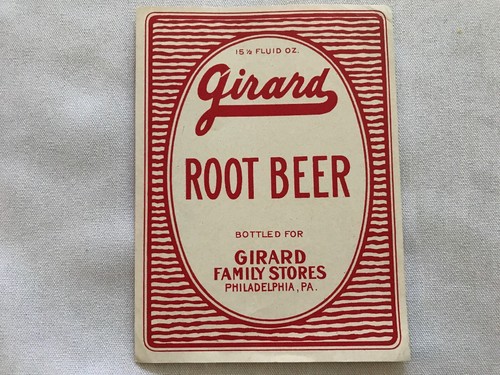 15½ FLUID OZ.
Girard
ROOT BEER
BOTTLED FOR
GIRARD
FAMILY STORES
PHILADELPHIA, PA.